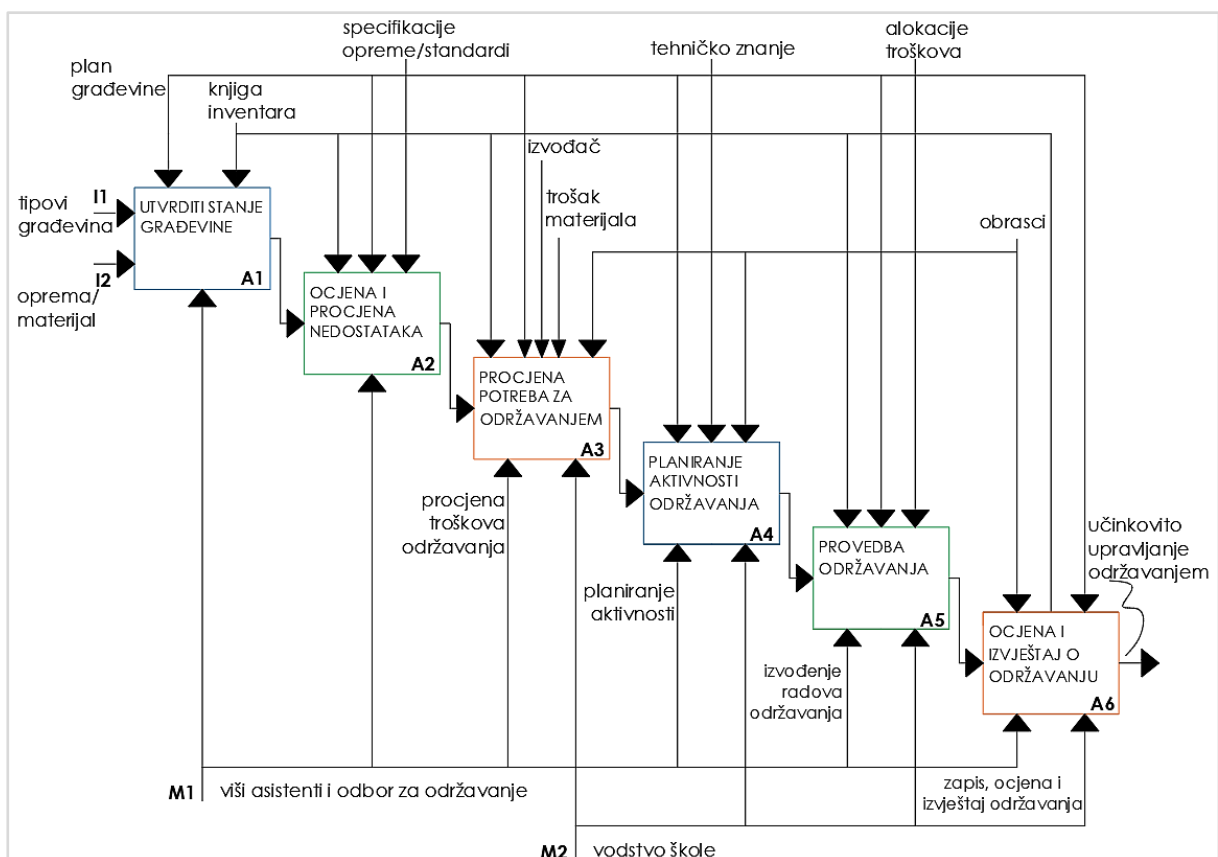 specifikacije
opreme/standardi
tehničko znanje
alokacije
troškova
plan
građevine
knjiga
inventara
izvođač
trošak
materijala
obrasci
tipovi
građevina
I1
I2
oprema/
materijal
UTVRDITI STANJE
GRAĐEVINE
A1
OCJENA I
PROCJENA
NEDOSTATAKA
A2
PROCJENA
POTREBA ZA
ODRŽAVANJEM
A3
PLANIRANJE
AKTIVNOSTI
ODRŽAVANJA
A4
PROVEDBA
ODRŽAVANJA
A5
OCJENA I
IZVJEŠTAJ O
ODRŽAVANJU
A6
procjena
troškova
održavanja
planiranje
aktivnosti
izvođenje
radova
održavanja
učinkovito
upravljanje
održavanjem
zapis, ocjena i
izvještaj održavanja
M1
viši asistenti i odbor za održavanje
M2
vodstvo škole